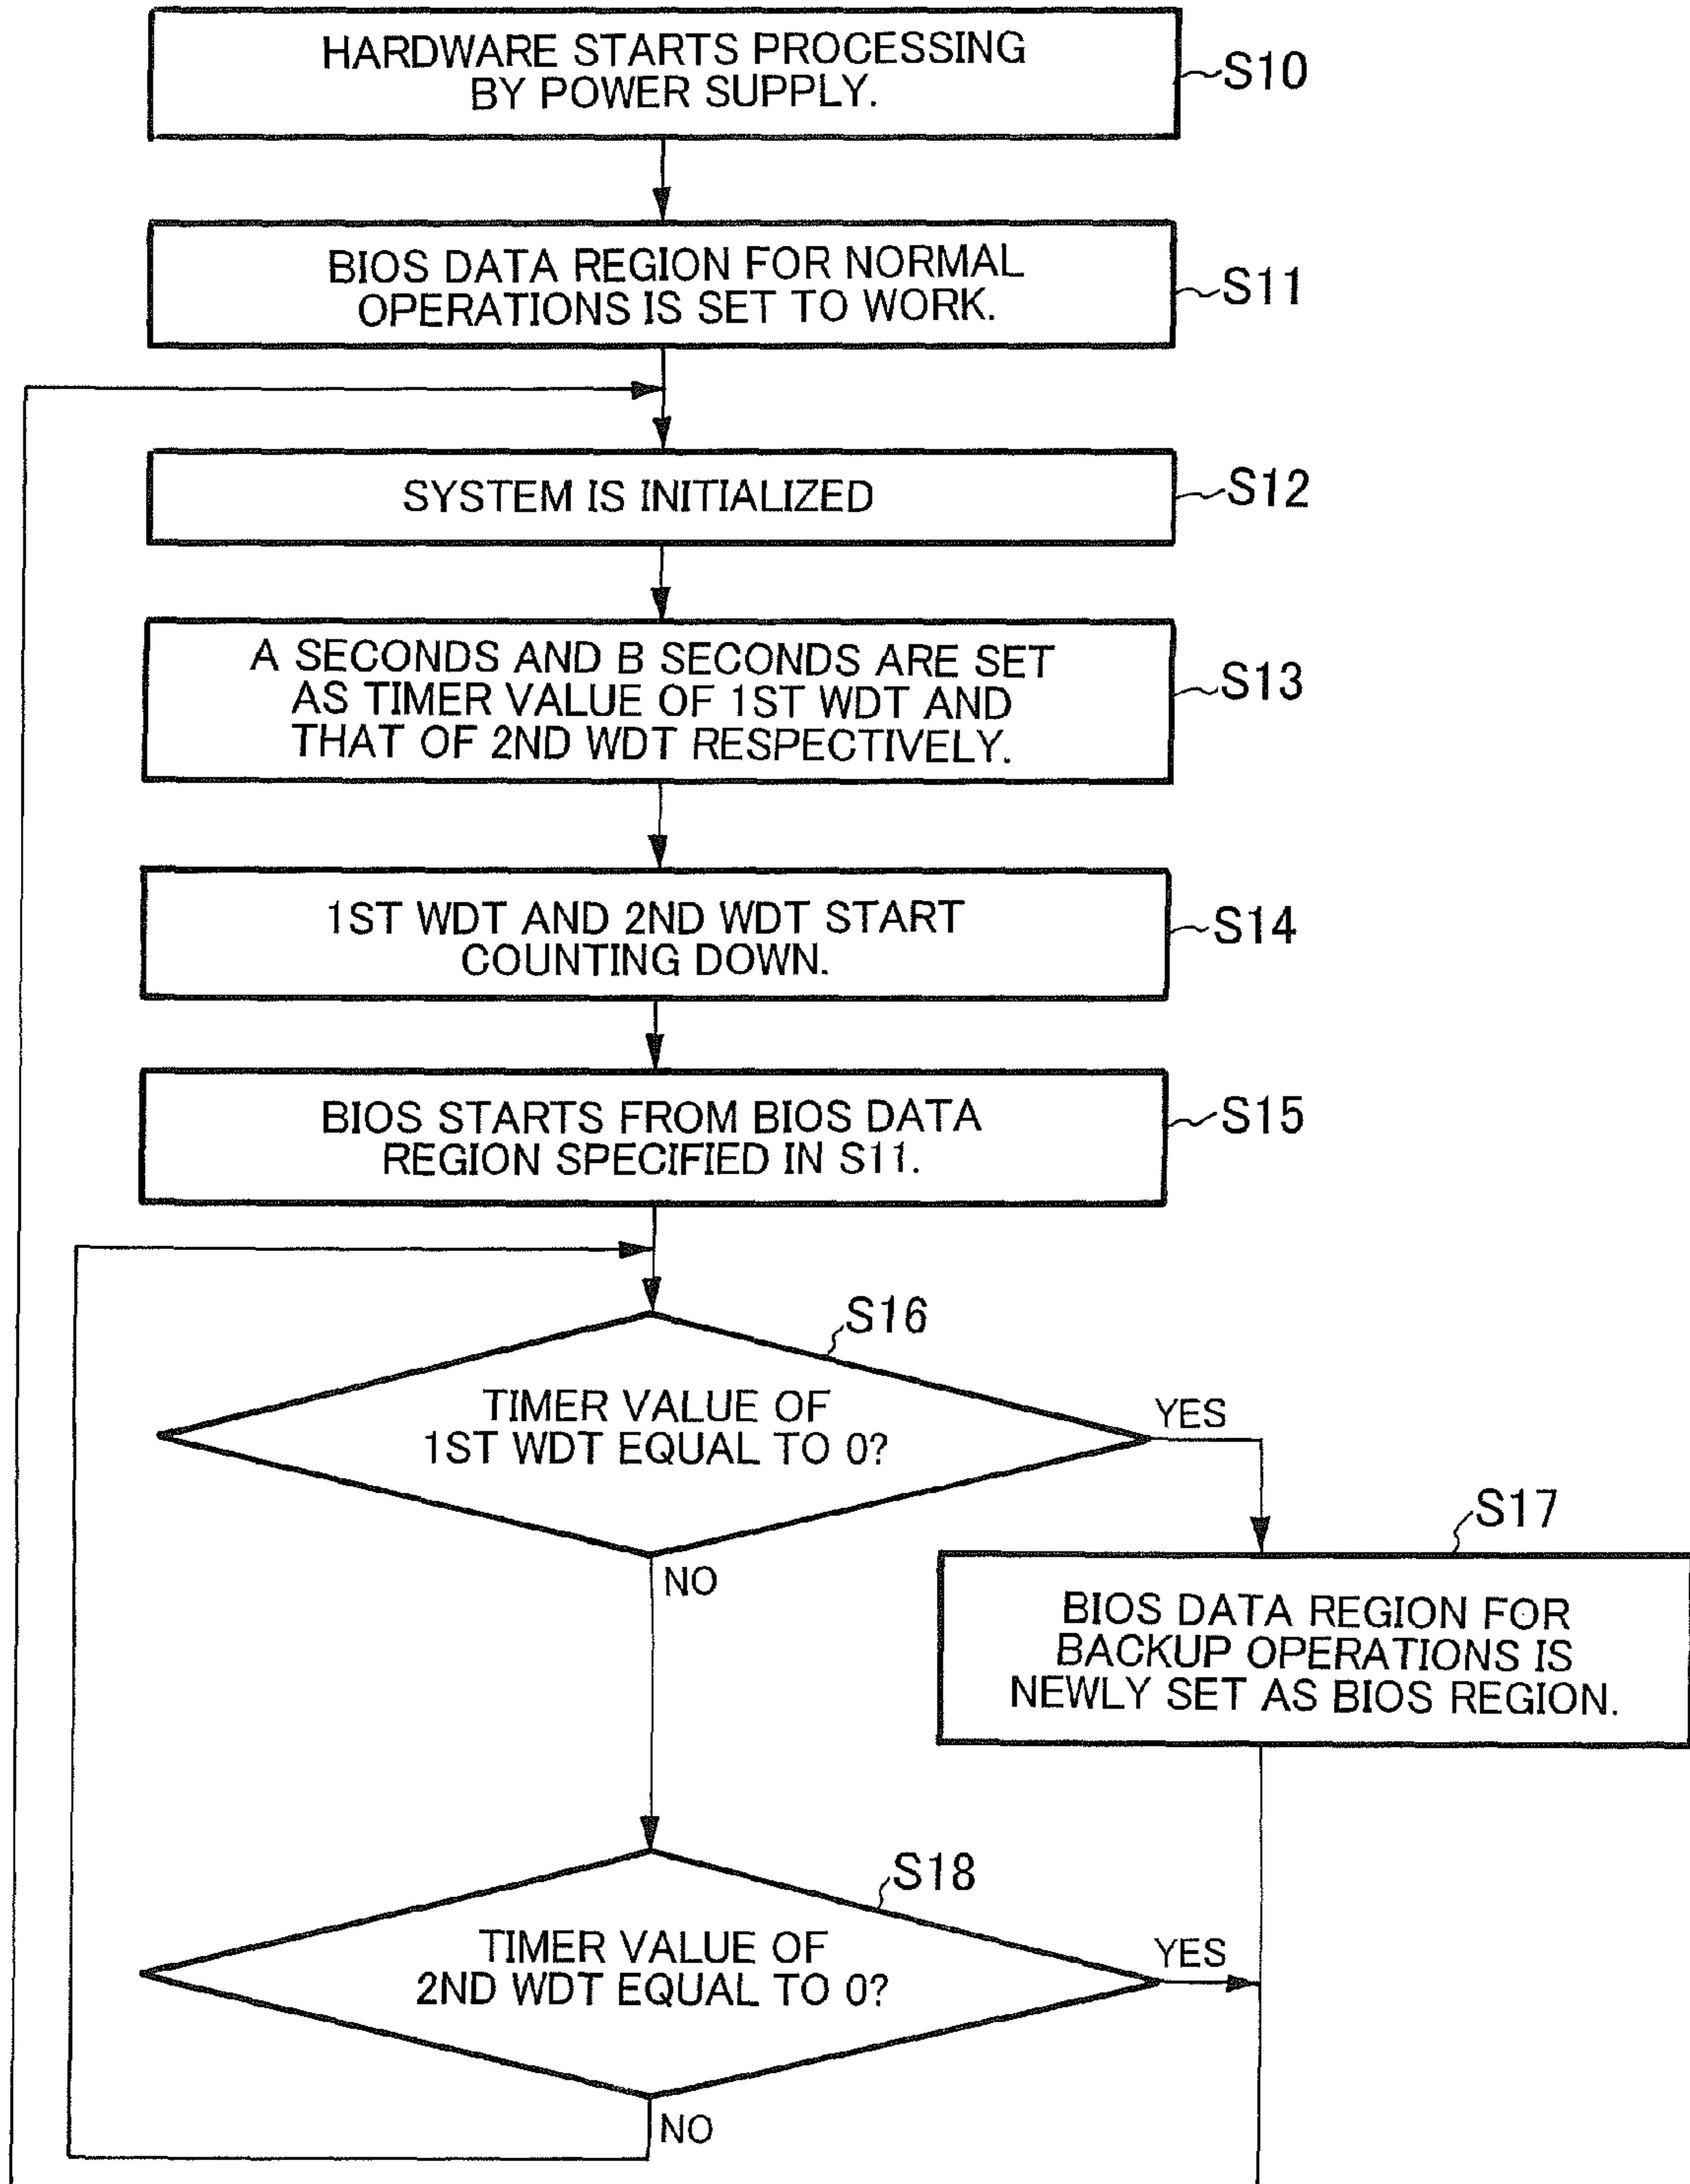 HARDWARE STARTS PROCESSING
BY POWER SUPPLY.
S10
BIOS DATA REGION FOR NORMAL
OPERATIONS IS SET TO WORK.
S11
SYSTEM IS INITIALIZED
S12
A SECONDS AND B SECONDS ARE SET
AS TIMER VALUE OF 1ST WDT AND
THAT OF 2ND WDT RESPECTIVELY.
S13
1ST WDT AND 2ND WDT START
COUNTING DOWN.
S14
BIOS STARTS FROM BIOS DATA
REGION SPECIFIED IN S11.
S15
S16
TIMER VALUE OF
1ST WDT EQUAL TO 0?
YES
NO
S17
BIOS DATA REGION FOR
BACKUP OPERATIONS IS
NEWLY SET AS BIOS REGION.
S18
TIMER VALUE OF
2ND WDT EQUAL TO 0?
YES
NO